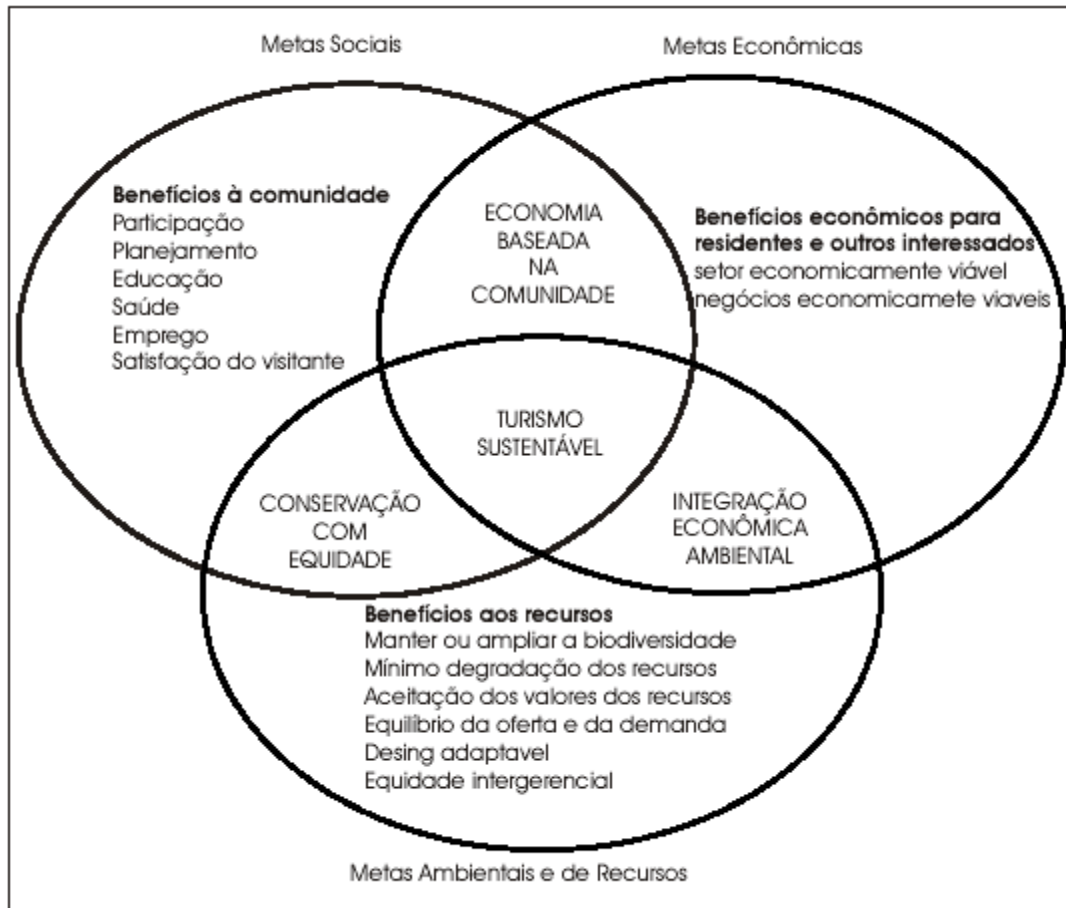 Metas Sociais
Metas Econômicas
Benefícios à comunidade
Participação
Planejamento
Educação
Saúde
Emprego
Satisfação do visitante
ECONOMIA
BASEADA
NA
COMUNIDADE
Benefícios econômicos para
residentes e outros interessados
setor economicamente viável
negócios economicamete viaveis
TURISMO
SUSTENTÁVEL
CONSERVAÇÃO
COM
EQUIDADE
INTEGRAÇÃO
ECONÔMICA
AMBIENTAL
Benefícios aos recursos
Manter ou ampliar a biodiversidade
Mínimo degradação dos recursos
Aceitação dos valores dos recursos
Equilíbrio da oferta e da demanda
Desing adaptavel
Equidade intergerencial
Metas Ambientais e de Recursos